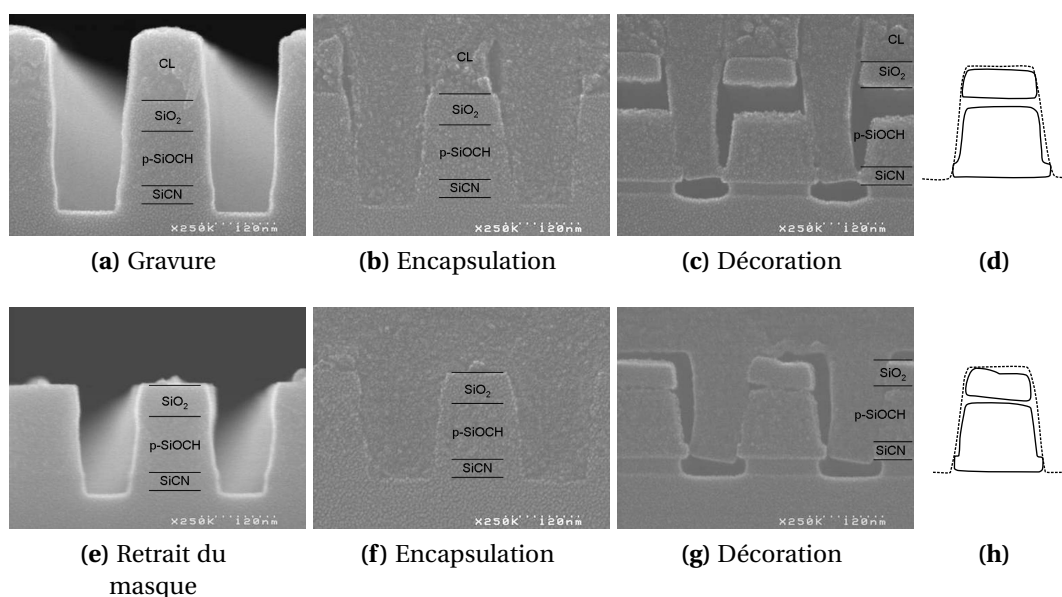 CL
SiO2
p-SiOCH
SiCN
X250K 120nm
CL
SiO2
p-SiOCH
SiCN
X250K 120nm
CL
SiO2
p-SiOCH
SiCN
X250K 120nm
(a) Gravure
(b) Encapsulation
(c) Décoration
(d)
SiO2
p-SiOCH
SiCN
X250K 120nm
SiO2
p-SiOCH
SiCN
X250K 120nm
SiO2
p-SiOCH
SiCN
X250K 120nm
(e) Retrait du
masque
(f) Encapsulation
(g) Décoration
(h)